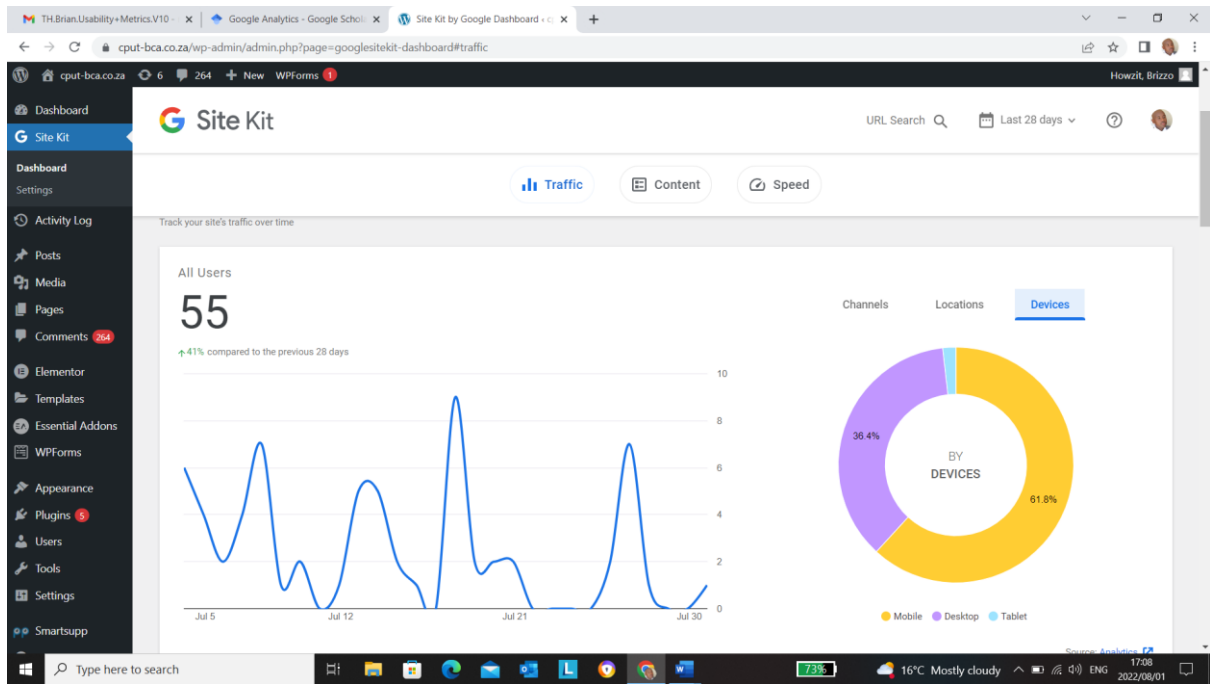 TH.Brian.Usability+Metrics.V10 -
Google Analytics - Google Schola
Site Kit by Google Dashboard ‹ c
cput-bca.co.za/wp-admin/admin.php?page=googlesitekit-dashboard#traffic
cput-bca.co.za 6 264 + New WPForms 1 Howzit, Brizzo
Dashboard
Site Kit
Dashboard
Settings
Activity Log
Posts
Media
Pages
Comments 264
Elementor
Templates
Essential Addons
WPForms
Appearance
Plugins 5
Users
Tools
Settings
Smartsupp
G Site Kit
URL Search
Last 28 days
Traffic Content Speed
Track your site's traffic over time
All Users
55
41% compared to the previous 28 days
10
8
6
4
2
0
Jul 5 Jul 12 Jul 21 Jul 30
Channels Locations Devices
36.4%
BY
DEVICES
61.8%
Mobile Desktop Tablet
Source: Analytics
Type here to search
73%
16°C Mostly cloudy
ENG
17:08
2022/08/01